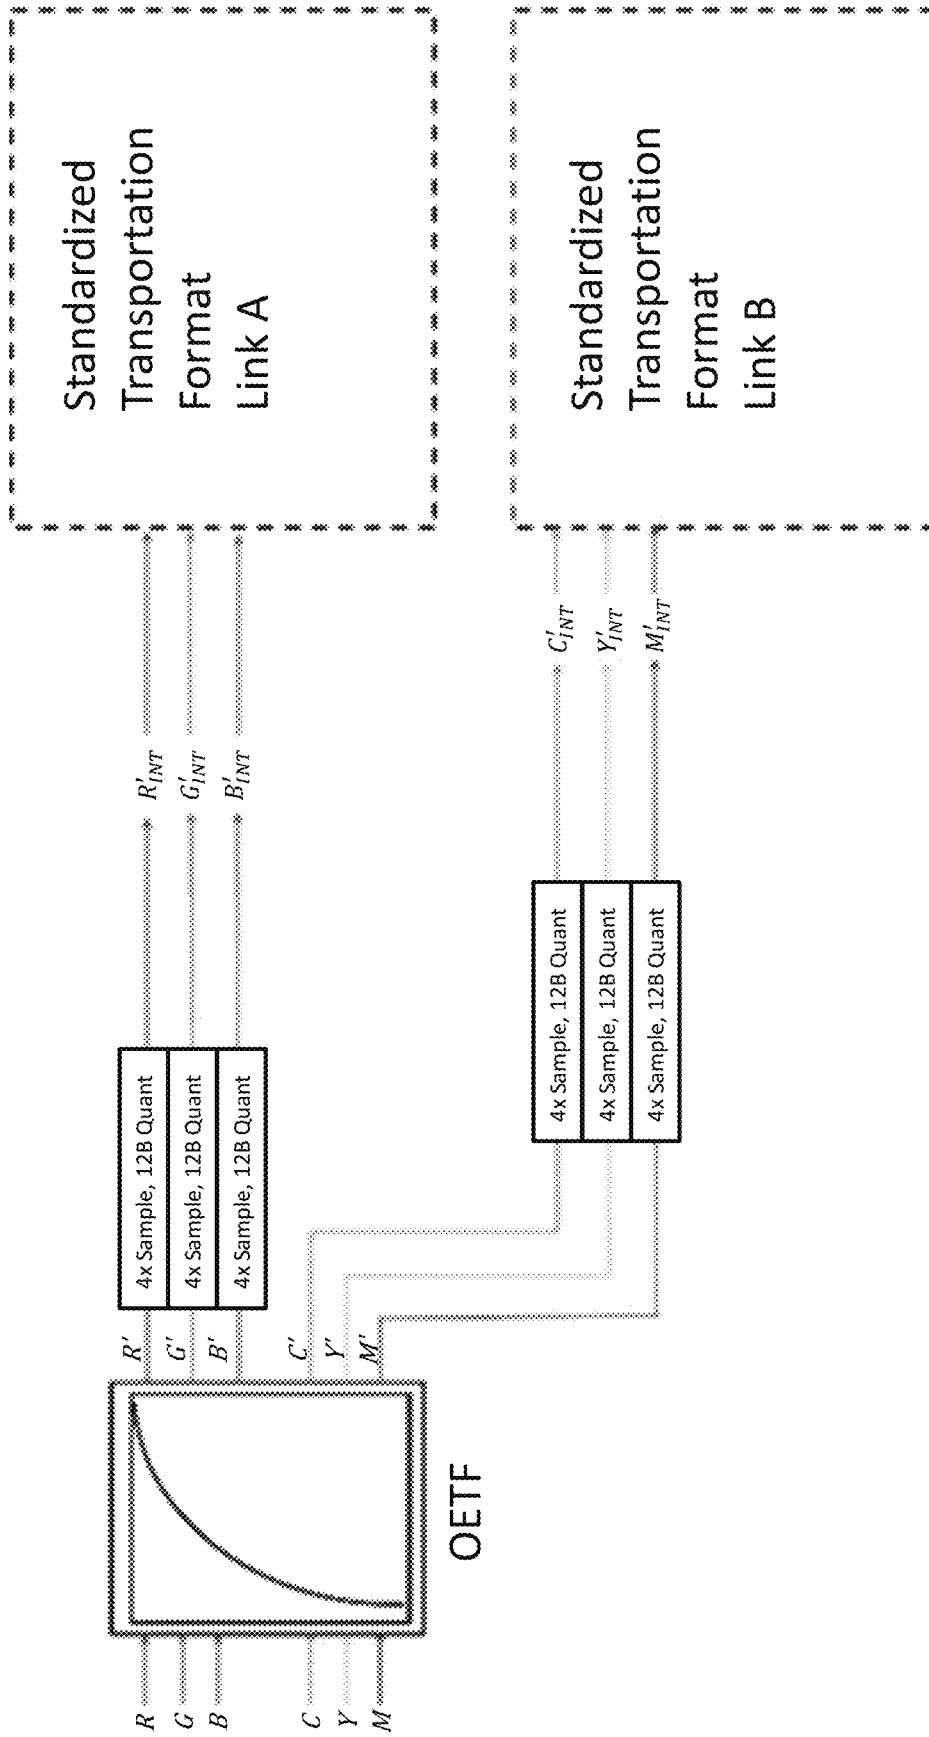 R
G
B
C
Y
M
OETF
R'
G'
B'
C'
Y'
M'
4x Sample, 12B Quant
4x Sample, 12B Quant
4x Sample, 12B Quant
4x Sample, 12B Quant
4x Sample, 12B Quant
4x Sample, 12B Quant
R'INT
G'INT
B'INT
C'INT
Y'INT
M'INT
Standardized
Transportation
Format
Link A
Standardized
Transportation
Format
Link B